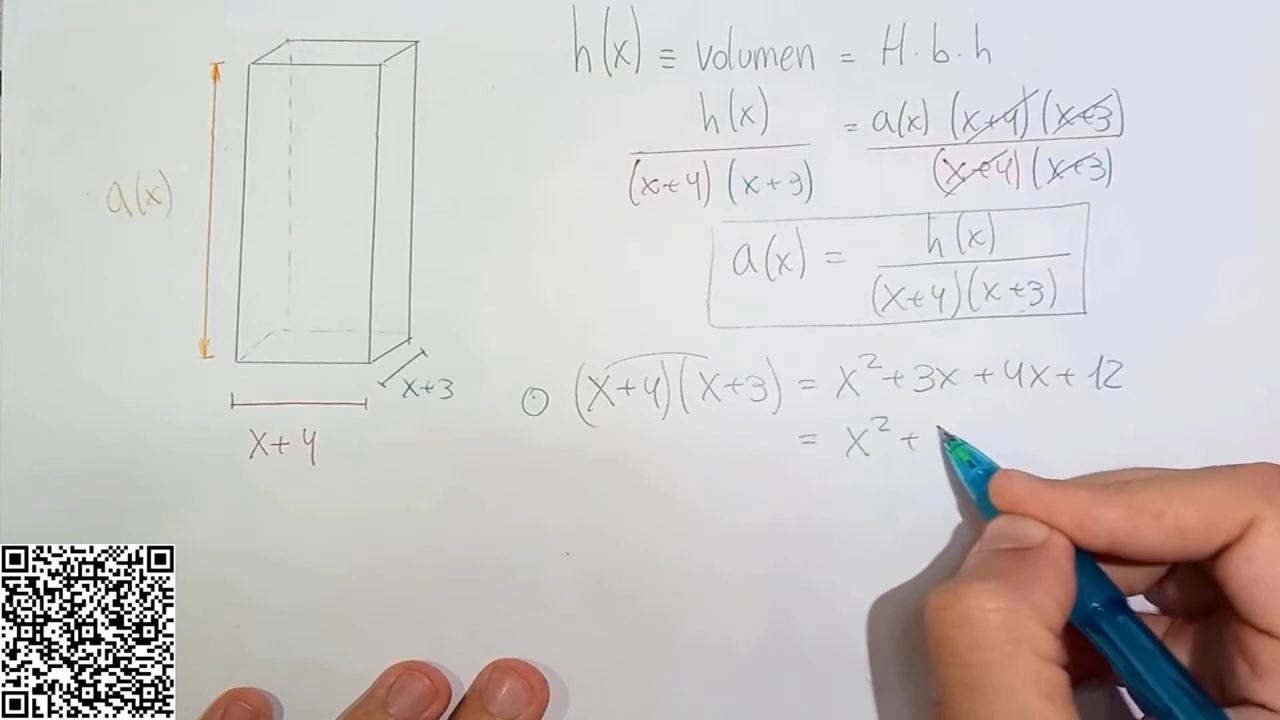 h(x) ≡ volumen = H · b · h
h(x) / (x+4) (x+3) = a(x) (x+4) (x+3) / (x+4) (x+3)
a(x) = h(x) / (x+4)(x+3)
(x+4)(x+3) = x² + 3x + 4x + 12
= x² +
a(x)
x+3
x+4